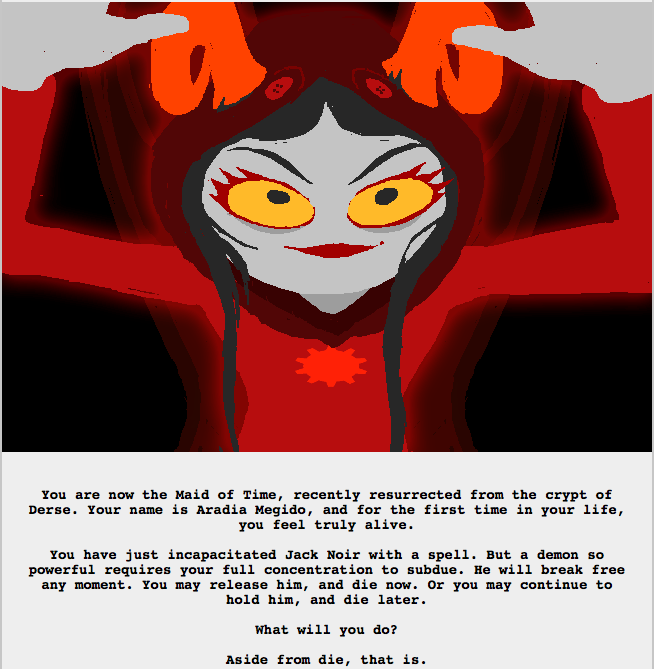 You are now the Maid of Time, recently resurrected from the crypt of
Derse. Your name is Aradia Megido, and for the first time in your life,
you feel truly alive.
You have just incapacitated Jack Noir with a spell. But a demon so
powerful requires your full concentration to subdue. He will break free
any moment. You may release him, and die now. Or you may continue to
hold him, and die later.
What will you do?
Aside from die, that is.